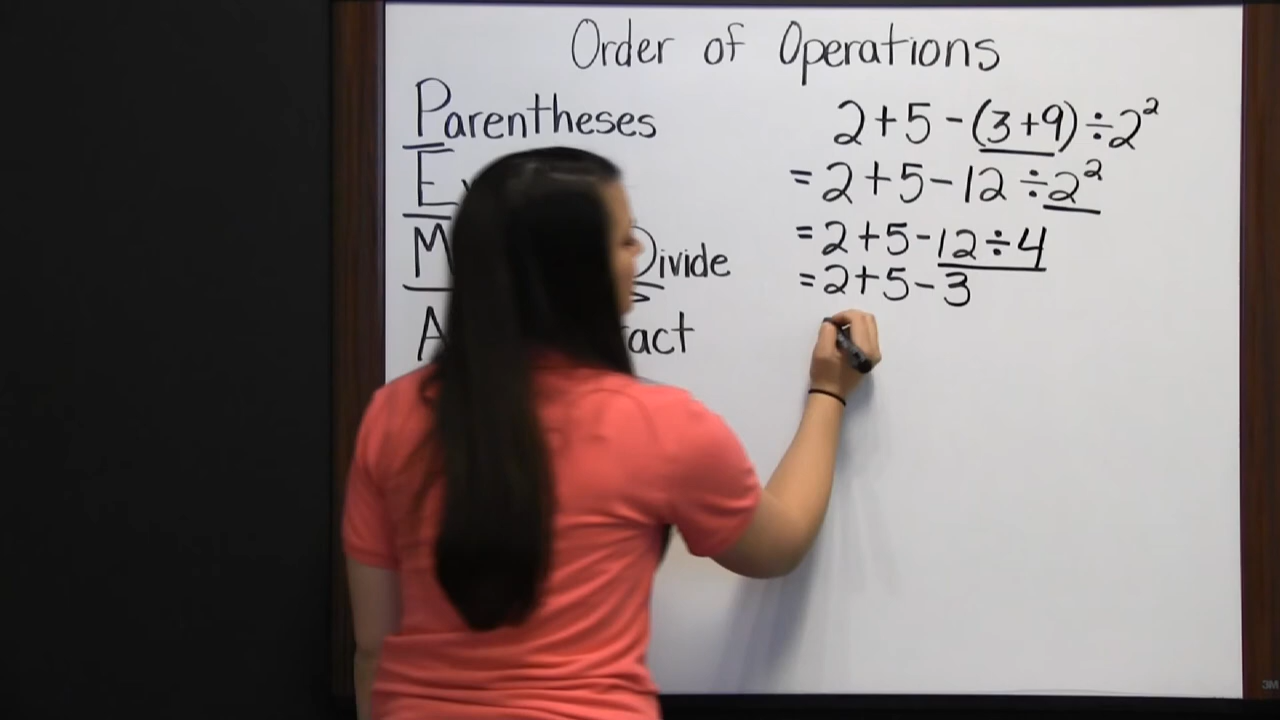 Order of Operations
Parentheses
2+5-(3+9)÷2²
=2+5-12÷2²
=2+5-12÷4
Divide
=2+5-3
3M